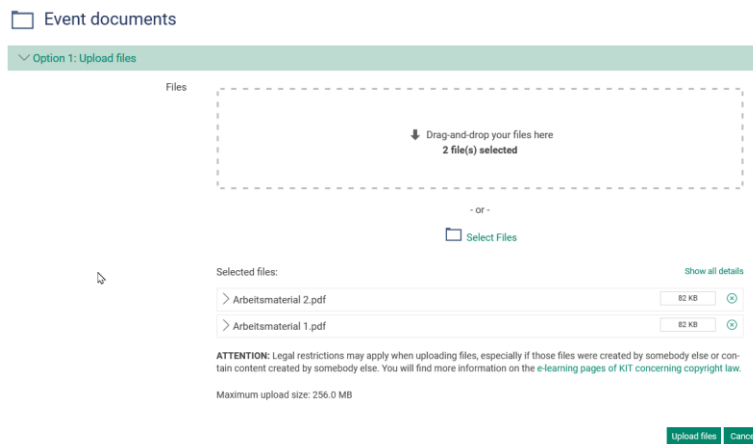 Event documents
Option 1: Upload files
Files
Drag-and-drop your files here
2 file(s) selected
- or -
Select Files
Selected files:
Show all details
Arbeitsmaterial 2.pdf
82 KB
Arbeitsmaterial 1.pdf
82 KB
ATTENTION: Legal restrictions may apply when uploading files, especially if those files were created by somebody else or con-
tain content created by somebody else. You will find more information on the e-learning pages of KIT concerning copyright law.
Maximum upload size: 256.0 MB
Upload files
Cance